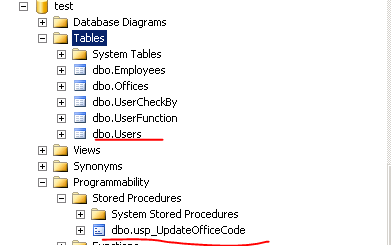 test
Database Diagrams
Tables
System Tables
dbo.Employees
dbo.Offices
dbo.UserCheckBy
dbo.UserFunction
dbo.Users
Views
Synonyms
Programmability
Stored Procedures
System Stored Procedures
dbo.usp_UpdateOfficeCode
Functions